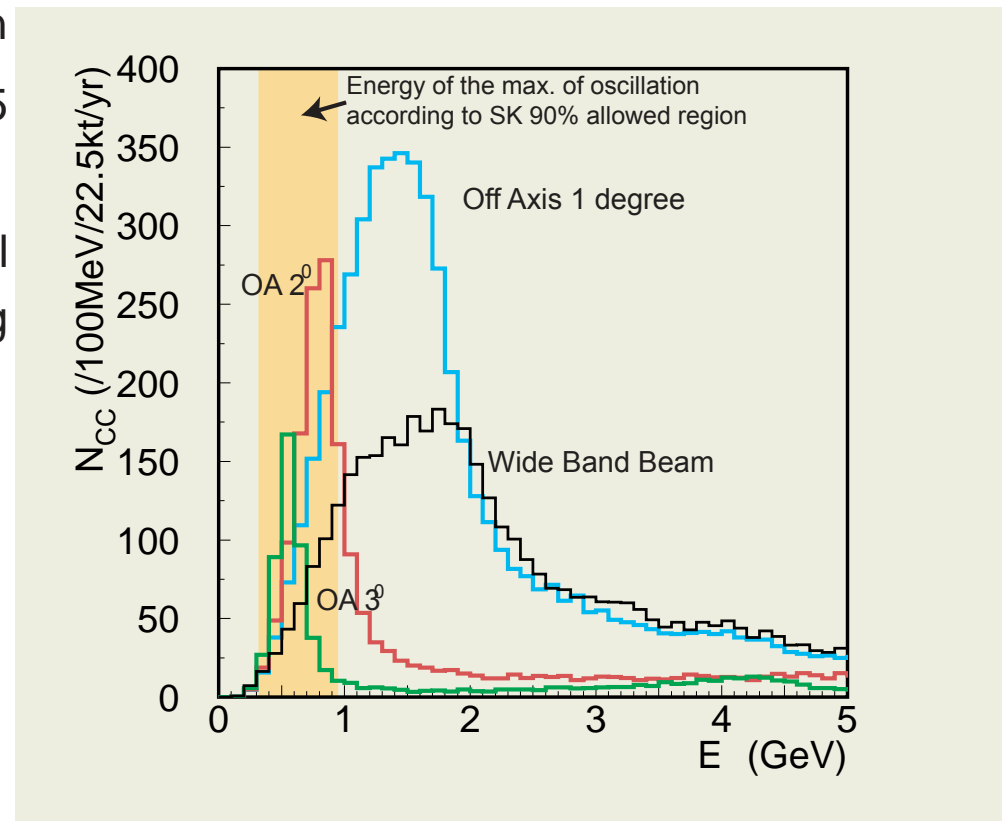 n
5
l
g
400
350
300
250
200
150
100
50
0
N_CC (/100MeV/22.5kt/yr)
Energy of the max. of oscillation
according to SK 90% allowed region
Off Axis 1 degree
OA 2⁰
Wide Band Beam
OA 3⁰
0 1 2 3 4 5
E (GeV)